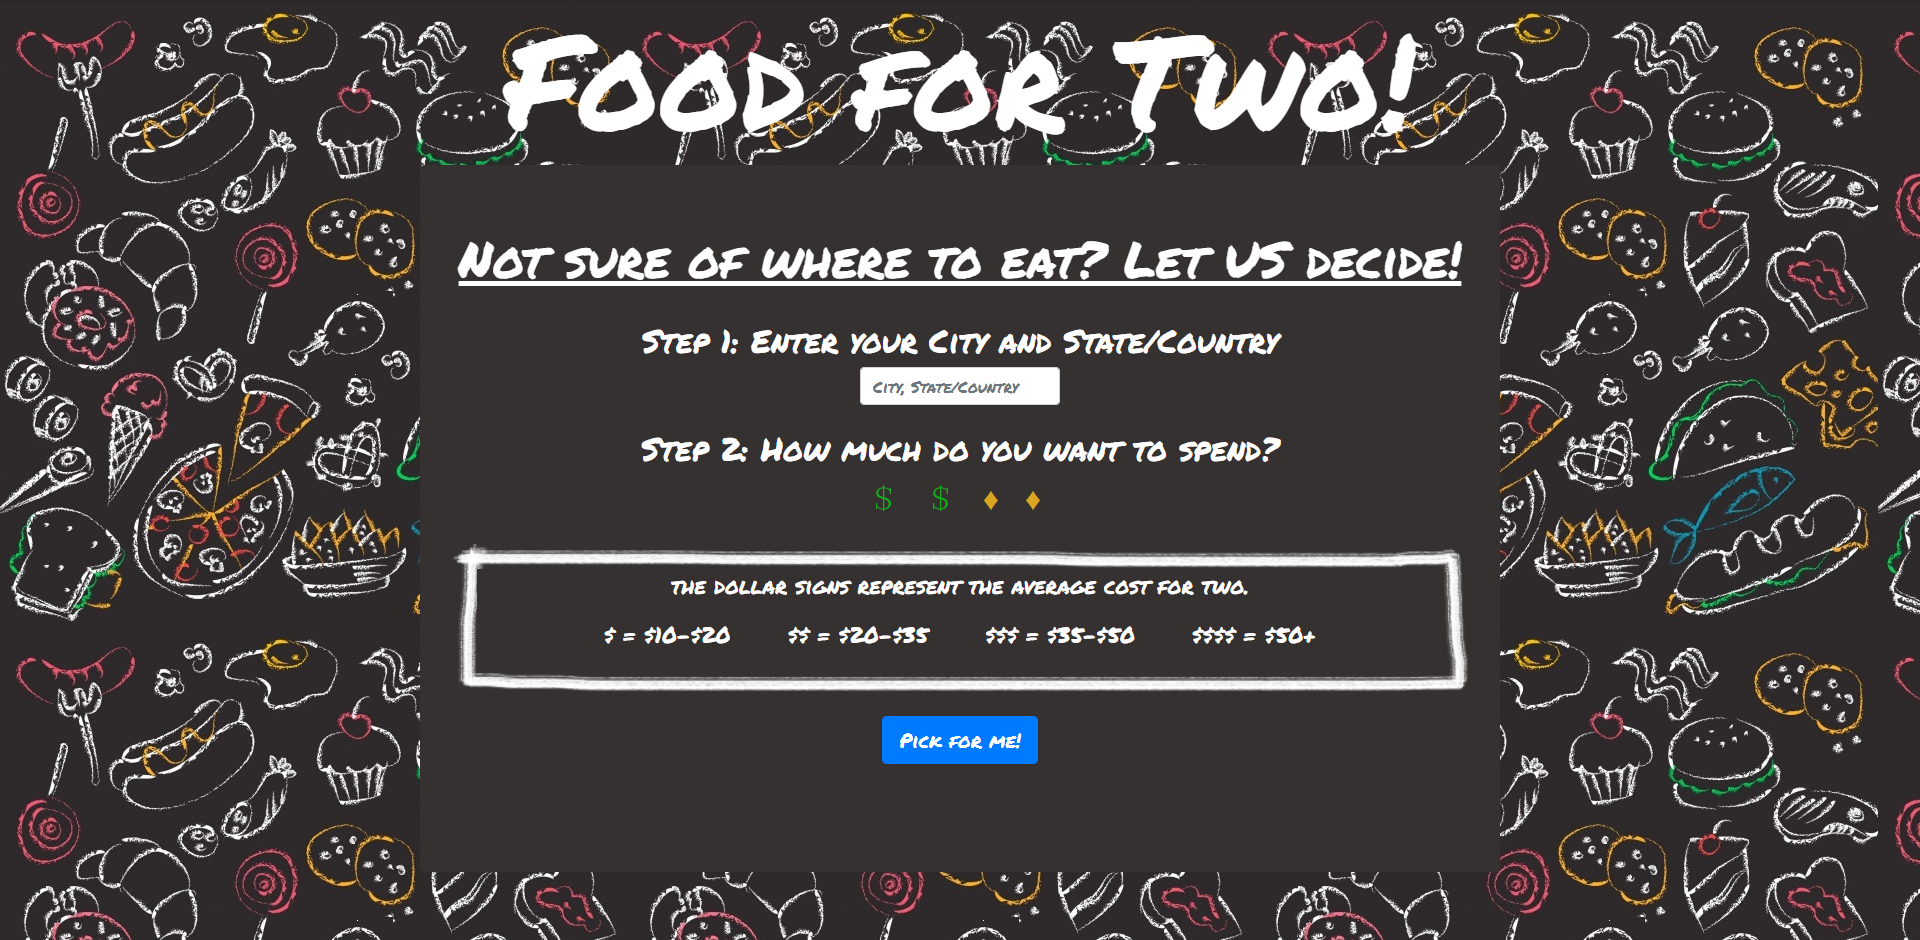 Food for Two!
Not sure of where to eat? Let US decide!
Step 1: Enter your City and State/Country
City, State/Country
Step 2: How much do you want to spend?
$ $ ♦ ♦
the dollar signs represent the average cost for two.
$ = $10-$20 $$ = $20-$35 $$$ = $35-$50 $$$$ = $50+
Pick for me!